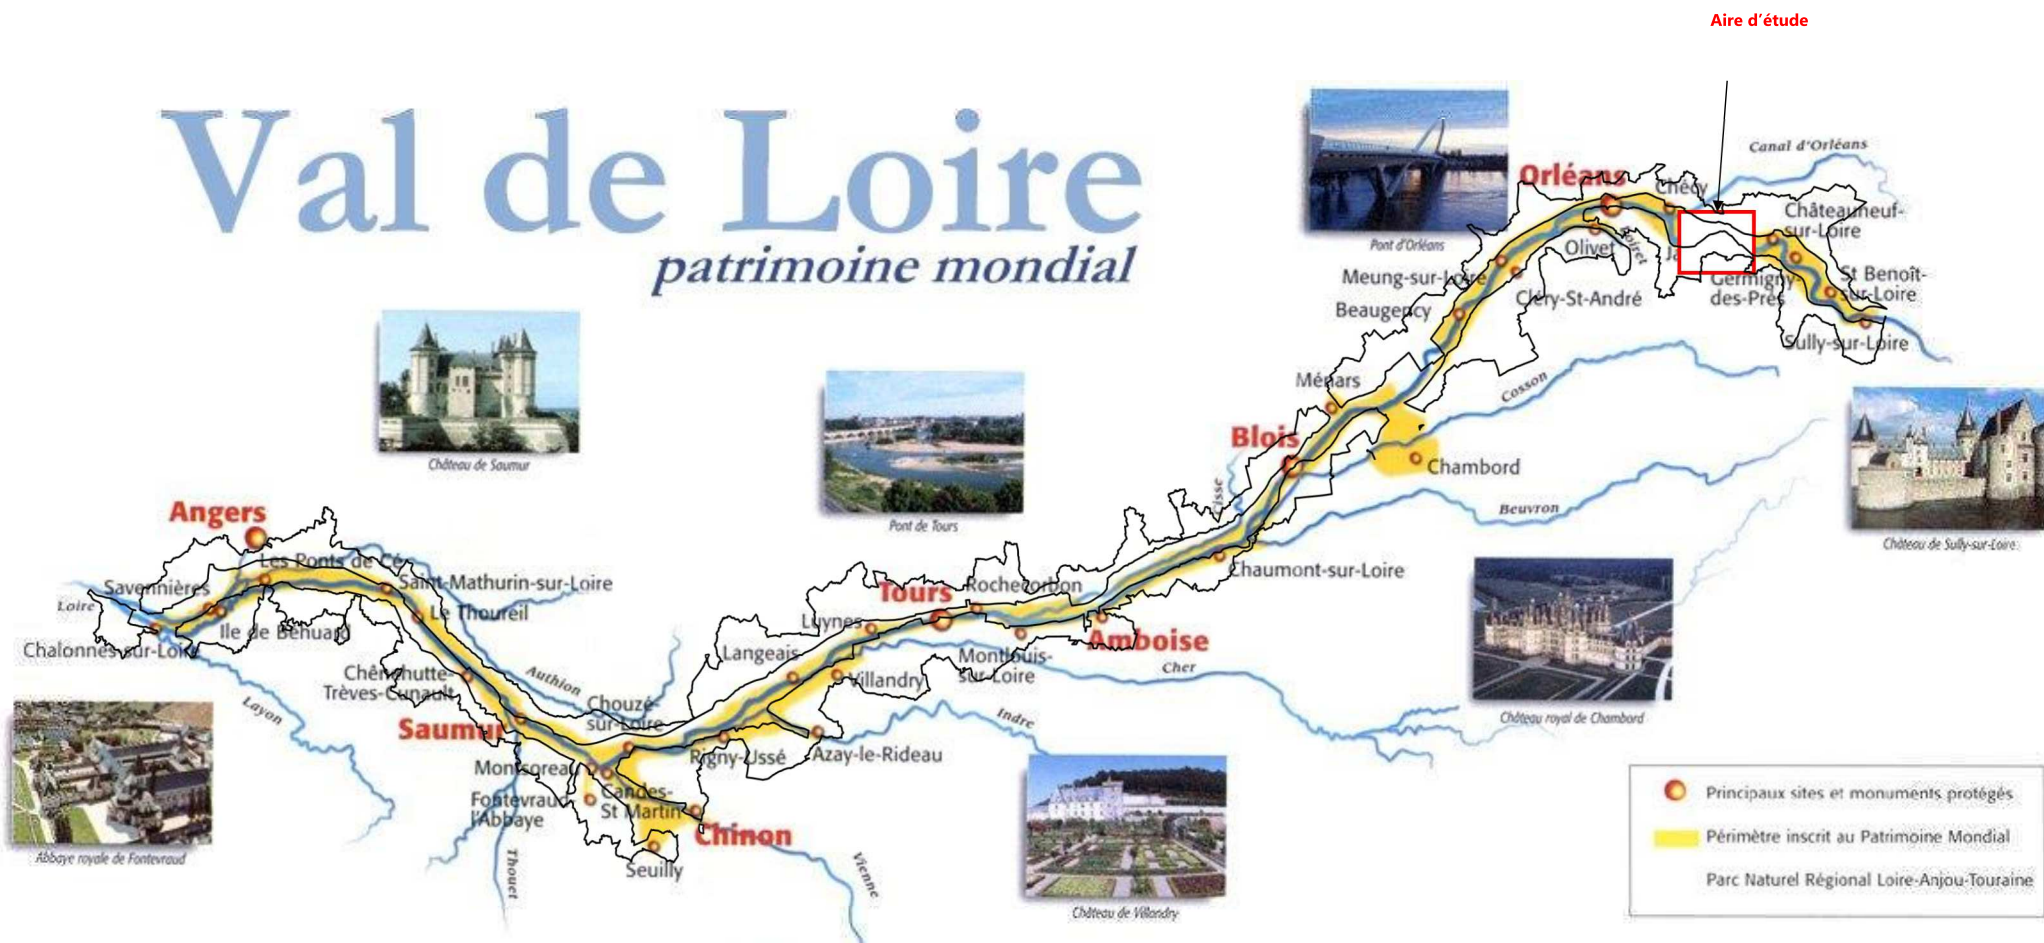 Aire d'étude
Val de Loire
patrimoine mondial
Canal d'Orléans
Orléans
Chécy
Châteauneuf-
sur-Loire
Pont d'Orléans
Olivet
Loiret
Meung-sur-Loire
Germigny-
des-Prés
St Benoît-
sur-Loire
Cléry-St-André
Beaugency
Sully-sur-Loire
Ménars
Cosson
Château de Saumur
Blois
Chambord
Cisse
Beuvron
Pont de Tours
Château de Sully-sur-Loire
Angers
Les Ponts de Cé
Savennières
Saint-Mathurin-sur-Loire
Chaumont-sur-Loire
Tours
Rochecorbon
Loire
Le Thoureil
Luynes
Ile de Béhuard
Amboise
Chalonnes-sur-Loire
Langeais
Montlouis-
sur-Loire
Cher
Chênehutte-
Trèves-Cunault
Authion
Villandry
Chouzé-
sur-Loire
Layon
Indre
Château royal de Chambord
Saumur
Rigny-Ussé
Azay-le-Rideau
Montsoreau
Candes-
St Martin
Fontevraud
l'Abbaye
Chinon
Seuilly
Thouet
Vienne
Abbaye royale de Fontevraud
Château de Villandry
Principaux sites et monuments protégés
Périmètre inscrit au Patrimoine Mondial
Parc Naturel Régional Loire-Anjou-Touraine